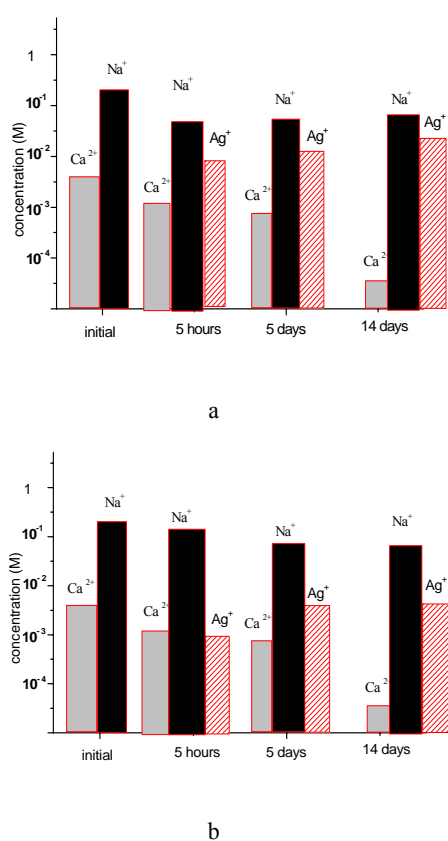 1
10⁻¹
10⁻²
10⁻³
10⁻⁴
concentration (M)
Na⁺
Na⁺
Na⁺
Na⁺
Ag⁺
Ag⁺
Ag⁺
Ca²⁺
Ca²⁺
Ca²⁺
Ca²
initial
5 hours
5 days
14 days
a
1
10⁻¹
10⁻²
10⁻³
10⁻⁴
concentration (M)
Na⁺
Na⁺
Na⁺
Na⁺
Ca²⁺
Ca²
Ag⁺
Ca²⁺
Ag⁺
Ca²
Ag⁺
initial
5 hours
5 days
14 days
b